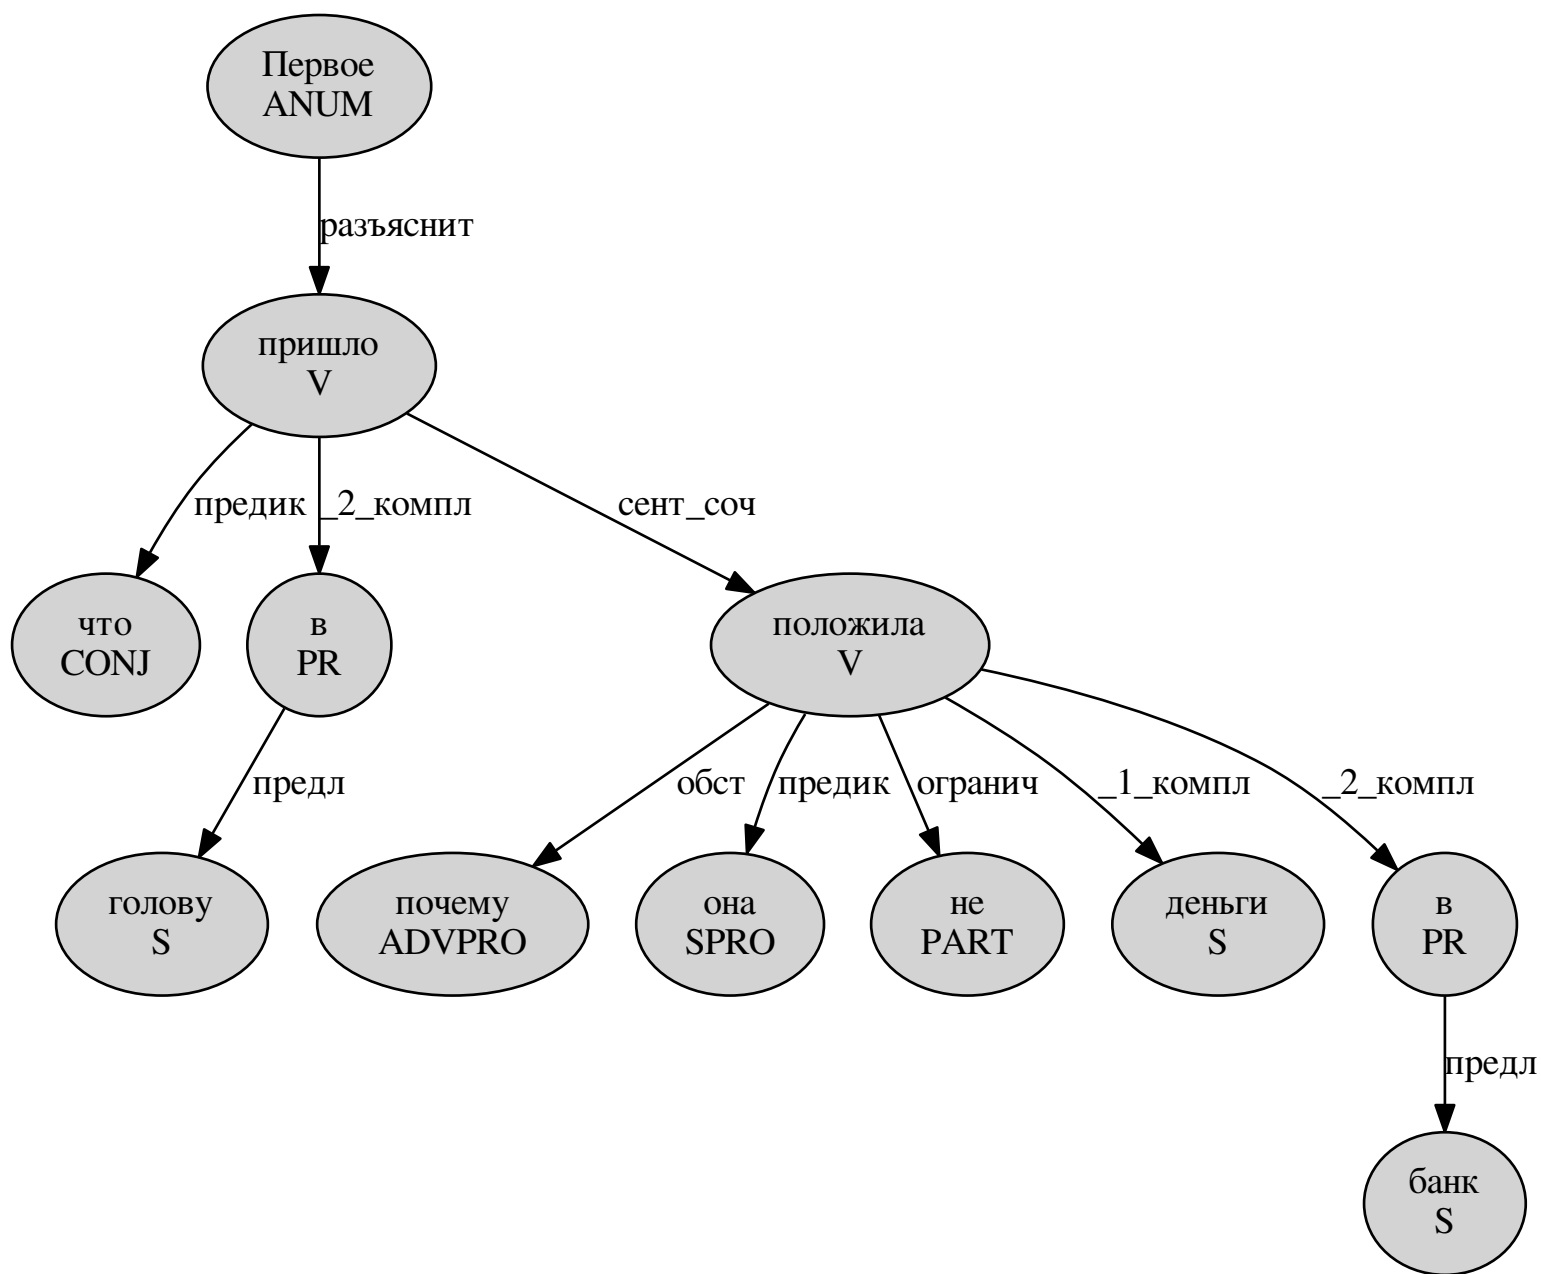 Первое
ANUM
разъяснит
пришло
V
предик
_2_компл
сент_соч
что
CONJ
в
PR
положила
V
предл
обст
предик
огранич
_1_компл
_2_компл
голову
S
почему
ADVPRO
она
SPRO
не
PART
деньги
S
в
PR
предл
банк
S